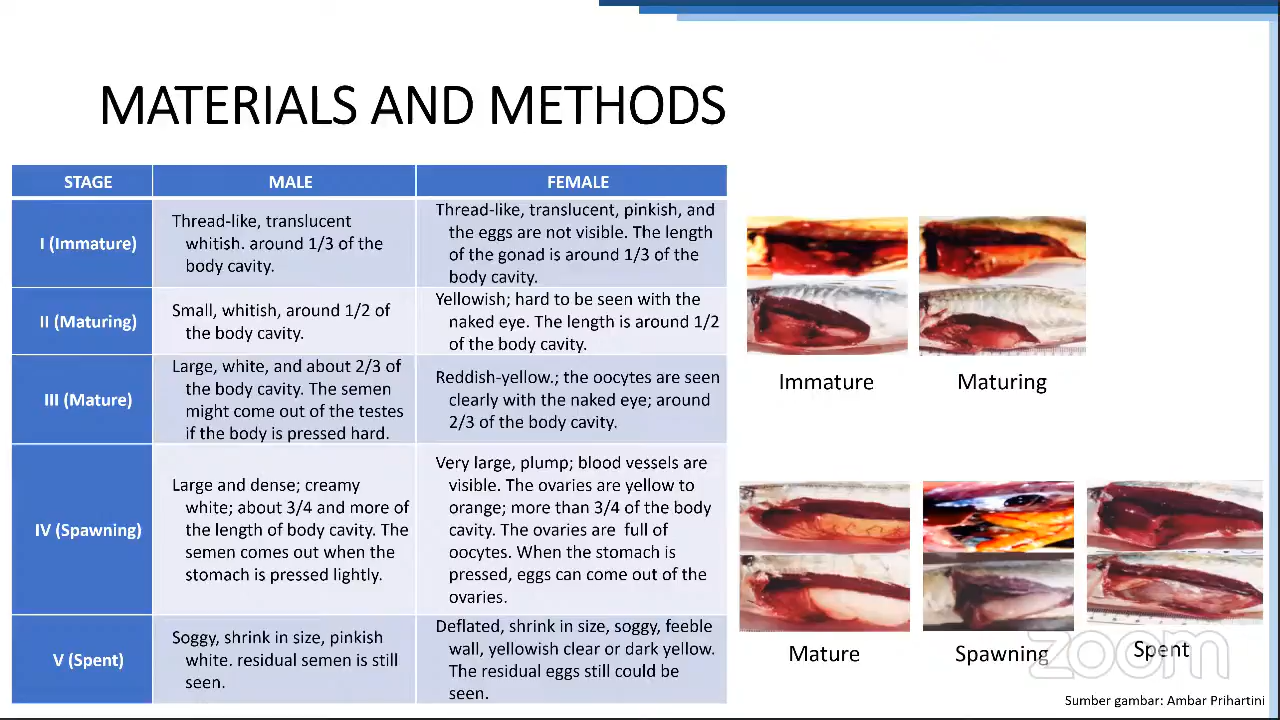 MATERIALS AND METHODS
STAGE
MALE
FEMALE
I (Immature)
Thread-like, translucent
whitish. around 1/3 of the
body cavity.
Thread-like, translucent, pinkish, and
the eggs are not visible. The length
of the gonad is around 1/3 of the
body cavity.
II (Maturing)
Small, whitish, around 1/2 of
the body cavity.
Yellowish; hard to be seen with the
naked eye. The length is around 1/2
of the body cavity.
III (Mature)
Large, white, and about 2/3 of
the body cavity. The semen
might come out of the testes
if the body is pressed hard.
Reddish-yellow.; the oocytes are seen
clearly with the naked eye; around
2/3 of the body cavity.
IV (Spawning)
Large and dense; creamy
white; about 3/4 and more of
the length of body cavity. The
semen comes out when the
stomach is pressed lightly.
Very large, plump; blood vessels are
visible. The ovaries are yellow to
orange; more than 3/4 of the body
cavity. The ovaries are full of
oocytes. When the stomach is
pressed, eggs can come out of the
ovaries.
V (Spent)
Soggy, shrink in size, pinkish
white. residual semen is still
seen.
Deflated, shrink in size, soggy, feeble
wall, yellowish clear or dark yellow.
The residual eggs still could be
seen.
Immature
Maturing
Mature
Spawning
Spent
zoom
Sumber gambar: Ambar Prihartini